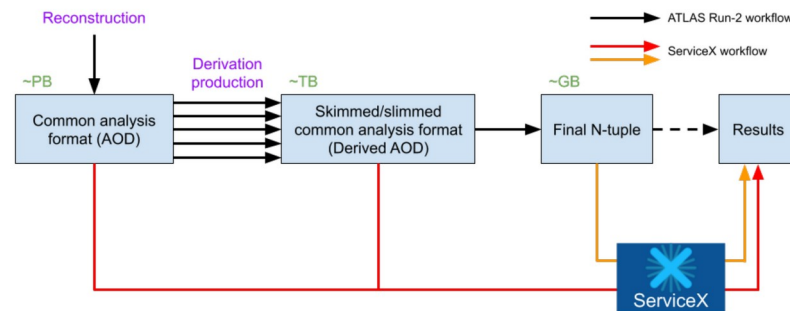 Reconstruction
ATLAS Run-2 workflow
ServiceX workflow
~PB
Derivation
production
~TB
~GB
Common analysis
format (AOD)
Skimmed/slimmed
common analysis format
(Derived AOD)
Final N-tuple
Results
ServiceX